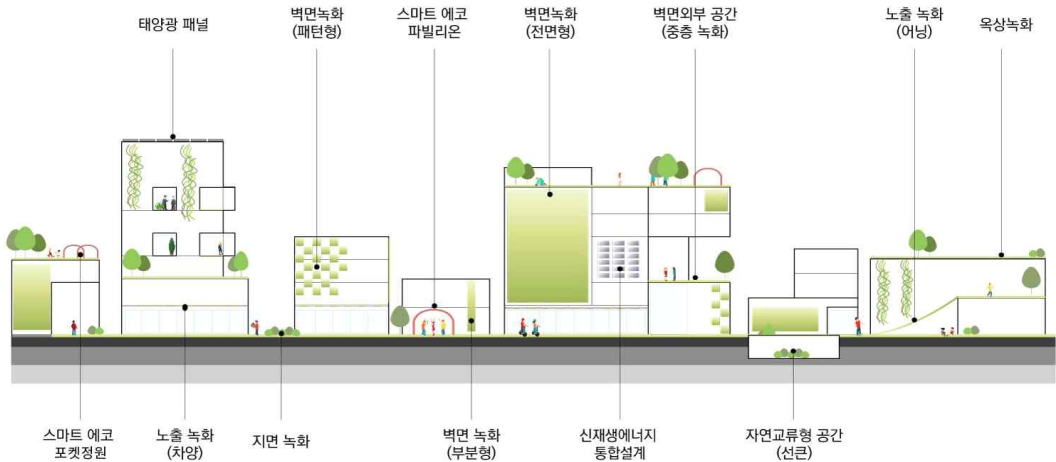 태양광 패널
벽면녹화
(패턴형)
스마트 에코
파빌리온
벽면녹화
(전면형)
벽면외부 공간
(중층 녹화)
노출 녹화
(어닝)
옥상녹화
스마트 에코
포켓정원
노출 녹화
(차양)
지면 녹화
벽면 녹화
(부분형)
신재생에너지
통합설계
자연교류형 공간
(선큰)